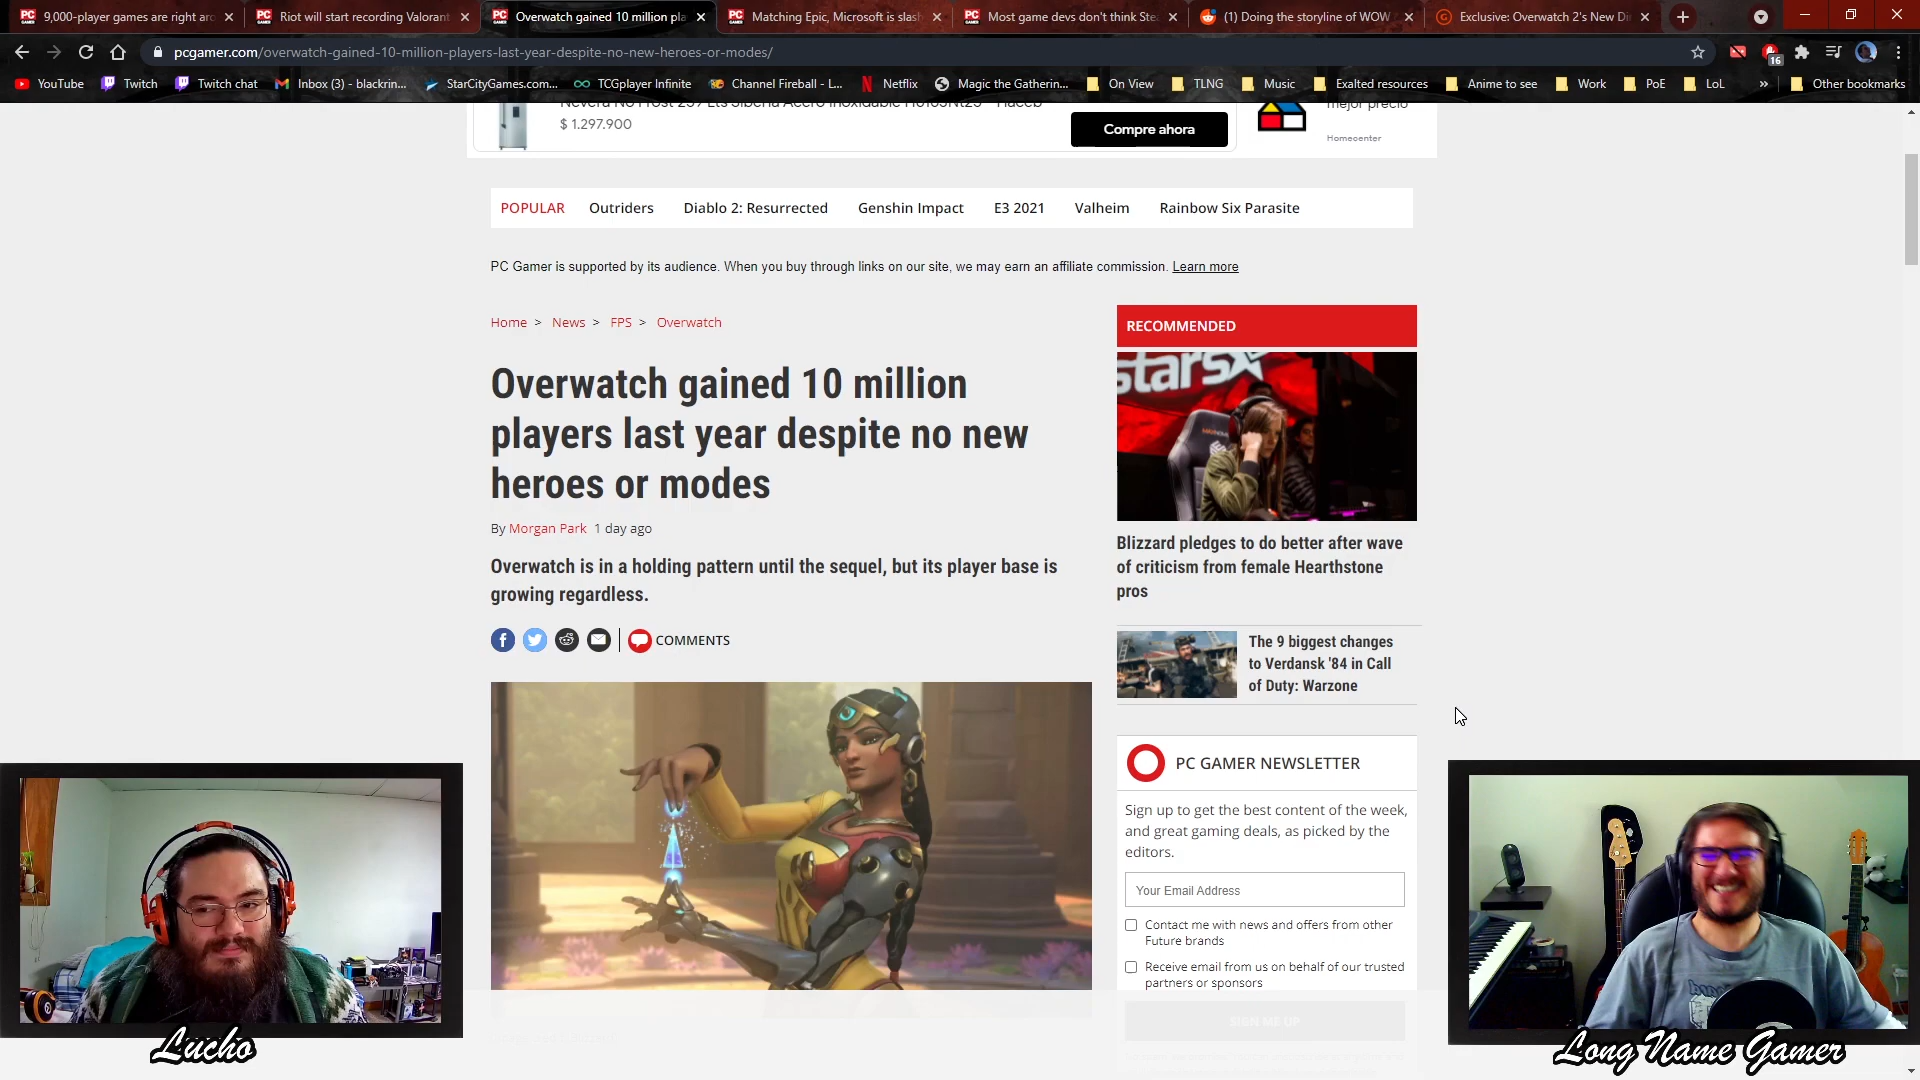 9,000-player games are right aro
Riot will start recording Valorant
Overwatch gained 10 million pla
Matching Epic, Microsoft is slash
Most game devs don't think Ste
(1) Doing the storyline of WOW
Exclusive: Overwatch 2's New Di
pcgamer.com/overwatch-gained-10-million-players-last-year-despite-no-new-heroes-or-modes/
16
YouTube
Twitch
Twitch chat
Inbox (3) - blackrin...
StarCityGames.com...
TCGplayer Infinite
Channel Fireball - L...
Netflix
Magic the Gatherin...
On View
TLNG
Music
Exalted resources
Anime to see
Work
PoE
LoL
»
Other bookmarks
$ 1.297.900
Compre ahora
mejor precio
Homecenter
POPULAR
Outriders
Diablo 2: Resurrected
Genshin Impact
E3 2021
Valheim
Rainbow Six Parasite
PC Gamer is supported by its audience. When you buy through links on our site, we may earn an affiliate commission. Learn more
Home >
News >
FPS >
Overwatch
Overwatch gained 10 million
players last year despite no new
heroes or modes
By Morgan Park 1 day ago
Overwatch is in a holding pattern until the sequel, but its player base is
growing regardless.
COMMENTS
RECOMMENDED
Blizzard pledges to do better after wave
of criticism from female Hearthstone
pros
The 9 biggest changes
to Verdansk '84 in Call
of Duty: Warzone
PC GAMER NEWSLETTER
Sign up to get the best content of the week,
and great gaming deals, as picked by the
editors.
Your Email Address
Contact me with news and offers from other
Future brands
Receive email from us on behalf of our trusted
partners or sponsors
SIGN ME UP
Lucho
Long Name Gamer